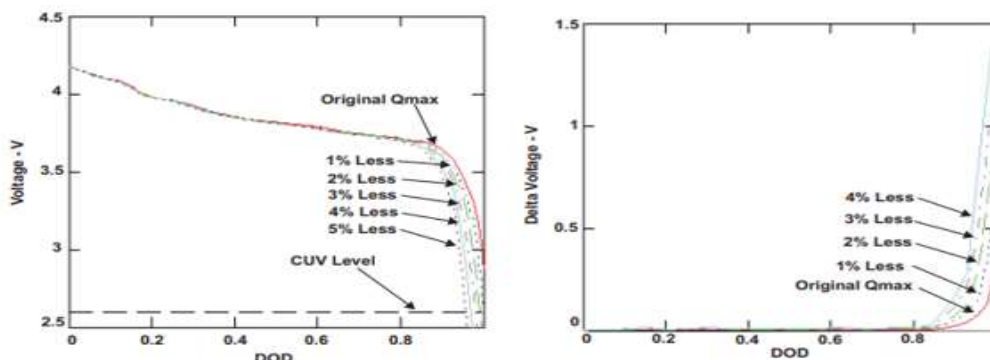 4.5
4
3.5
3
2.5
Voltage - V
Original Qmax
1% Less
2% Less
3% Less
4% Less
5% Less
CUV Level
0.0
0.2
0.4
0.6
0.8
DOD
1.5
1
0.5
0
Delta Voltage - V
4% Less
3% Less
2% Less
1% Less
Original Qmax
0.0
0.2
0.4
0.6
0.8
DOD